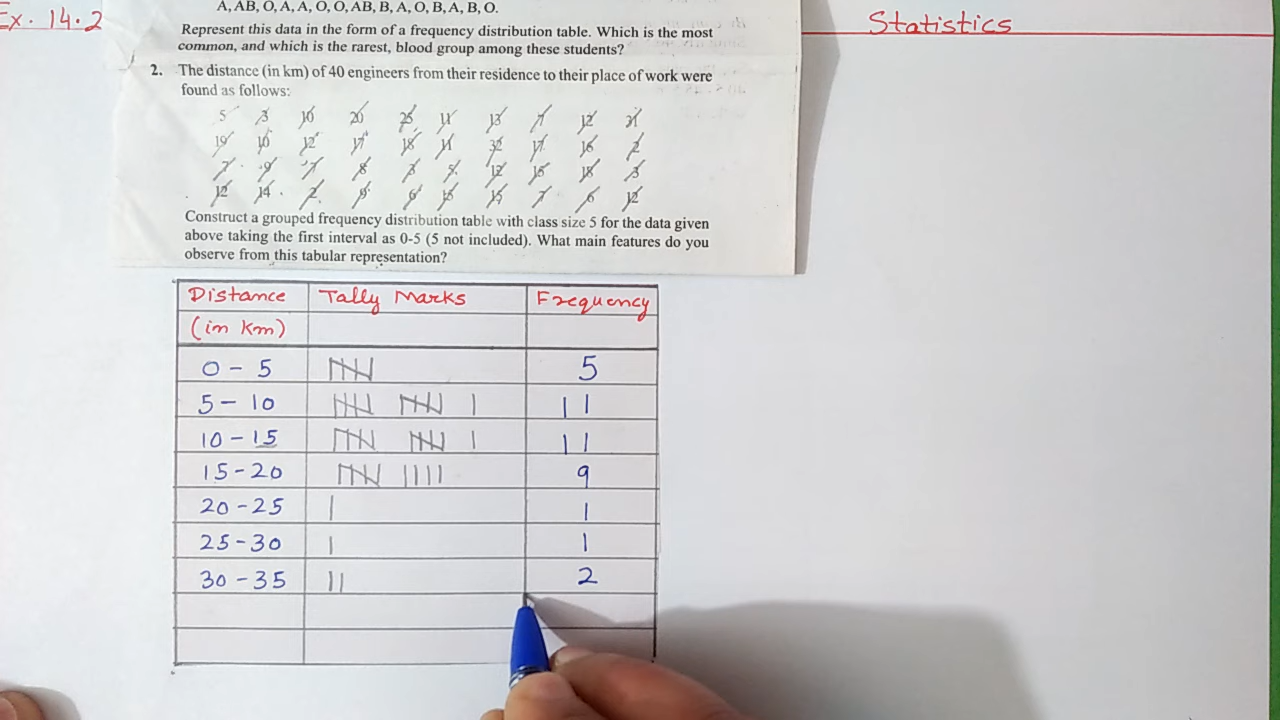 Ex. 14.2
Statistics
A, AB, O, A, A, O, O, AB, B, A, O, B, A, B, O.
Represent this data in the form of a frequency distribution table. Which is the most
common, and which is the rarest, blood group among these students?
2. The distance (in km) of 40 engineers from their residence to their place of work were
found as follows:
5 3 10 20 25 11 13 7 12 31
19 10 12 17 18 11 32 17 16 2
7 9 7 8 3 5 12 15 18 3
12 14 2 9 6 15 15 7 6 12
Construct a grouped frequency distribution table with class size 5 for the data given
above taking the first interval as 0-5 (5 not included). What main features do you
observe from this tabular representation?
Distance Tally Marks Frequency
(in km)
0 - 5 5
5 - 10 11
10 - 15 11
15 - 20 9
20 - 25 1
25 - 30 1
30 - 35 2